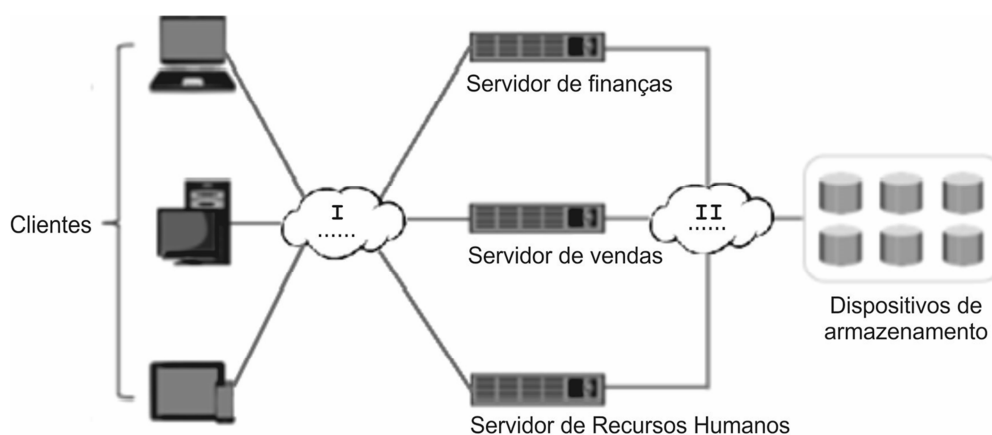 Servidor de finanças
I
......
II
......
Clientes
Servidor de vendas
Dispositivos de
armazenamento
Servidor de Recursos Humanos